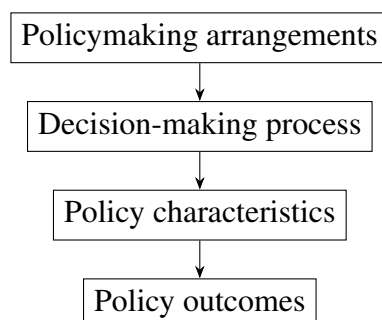 Policymaking arrangements
Decision-making process
Policy characteristics
Policy outcomes